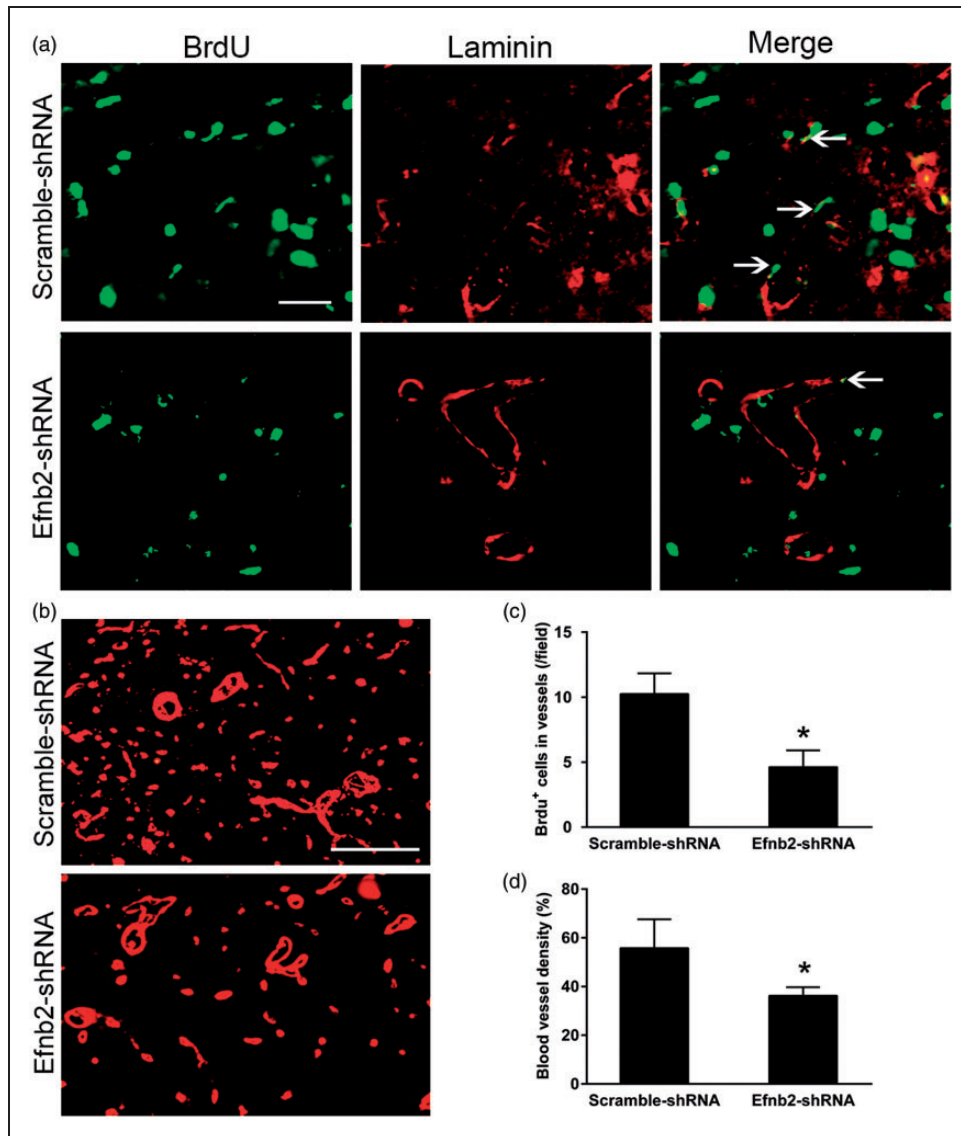 (a)
BrdU Laminin Merge
Scramble-shRNA
Efnb2-shRNA
(b)
Scramble-shRNA
Efnb2-shRNA
(c)
Brdu⁺ cells in vessels (/field)
15
10
5
0
*
Scramble-shRNA Efnb2-shRNA
(d)
Blood vessel density (%)
80
60
40
20
0
*
Scramble-shRNA Efnb2-shRNA